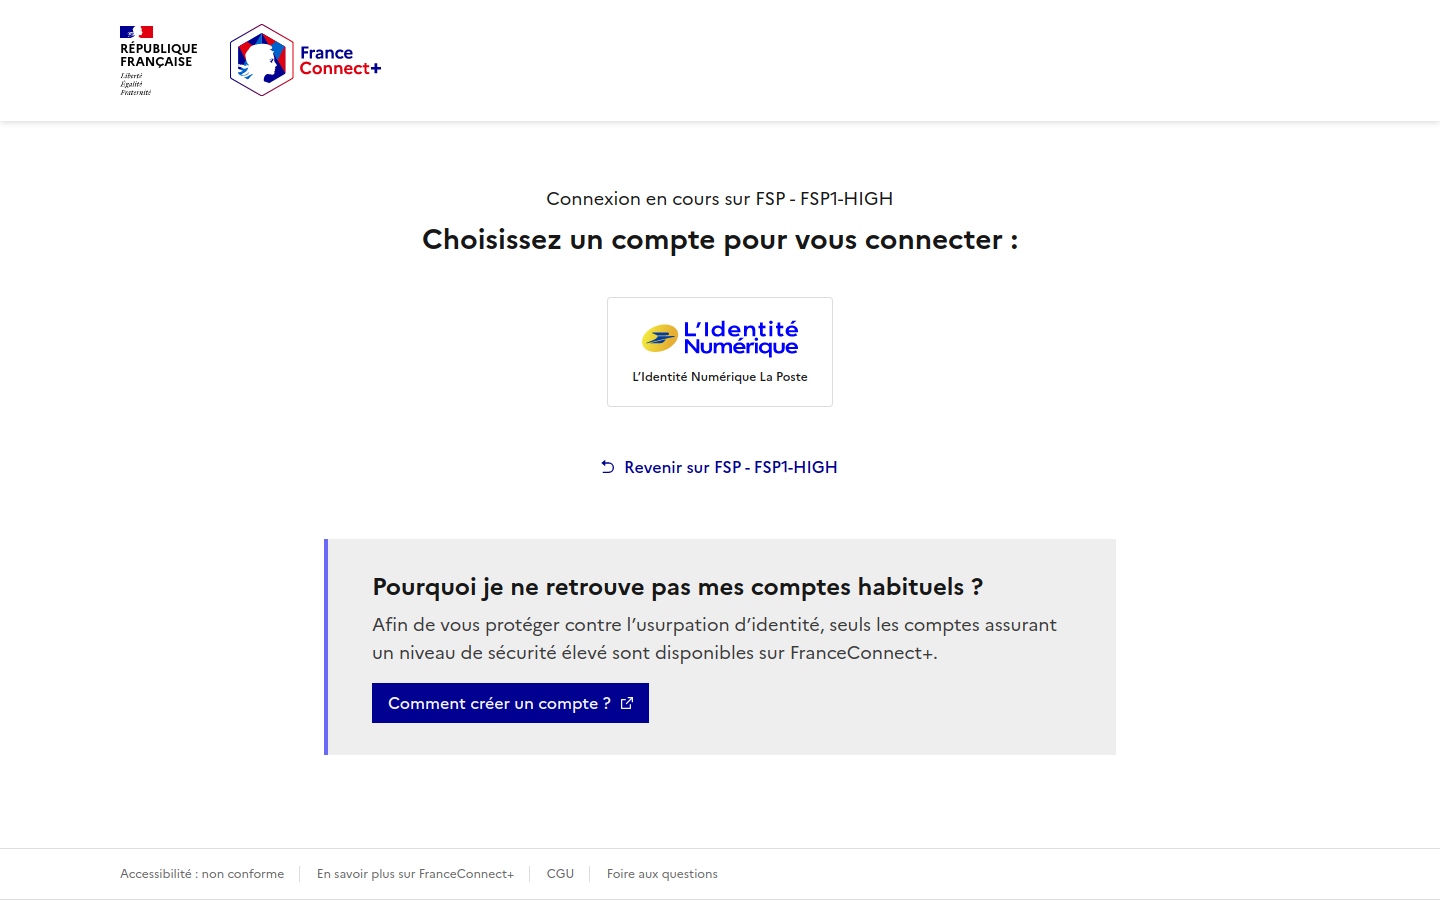 RÉPUBLIQUE
FRANÇAISE
Liberté
Égalité
Fraternité
France
Connect+
Connexion en cours sur FSP - FSP1-HIGH
Choisissez un compte pour vous connecter :
L’Identité
Numérique
L’Identité Numérique La Poste
Revenir sur FSP - FSP1-HIGH
Pourquoi je ne retrouve pas mes comptes habituels ?
Afin de vous protéger contre l’usurpation d’identité, seuls les comptes assurant
un niveau de sécurité élevé sont disponibles sur FranceConnect+.
Comment créer un compte ?
Accessibilité : non conforme
En savoir plus sur FranceConnect+
CGU
Foire aux questions